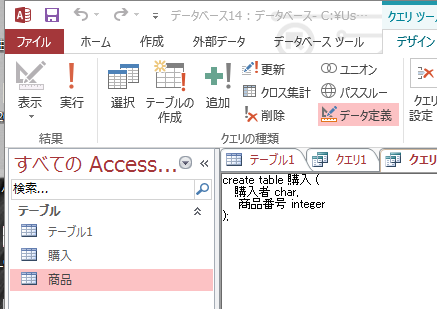 データベース14 : データベース- C:¥Us...
クエリ ツー
ファイル ホーム 作成 外部データ データベース ツール デザイン
表示 実行 選択 テーブルの作成 追加 更新 クロス集計 削除 ユニオン パススルー データ定義 クエリ 設定
結果 クエリの種類
すべての Access... «
検索...
テーブル
テーブル1
購入
商品
テーブル1 クエリ1 クエ
create table 購入 (
購入者 char,
商品番号 integer
);